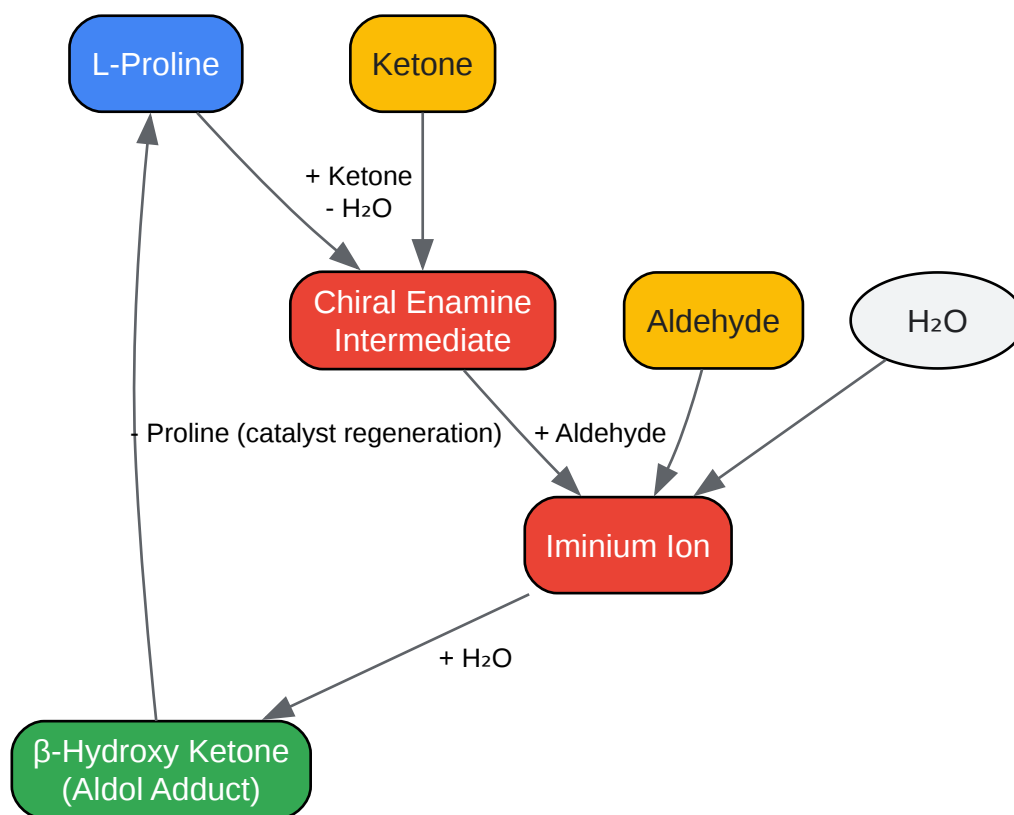 L-Proline
Ketone
+ Ketone
- H₂O
Chiral Enamine
Intermediate
Aldehyde
H₂O
- Proline (catalyst regeneration)
+ Aldehyde
Iminium Ion
+ H₂O
β-Hydroxy Ketone
(Aldol Adduct)